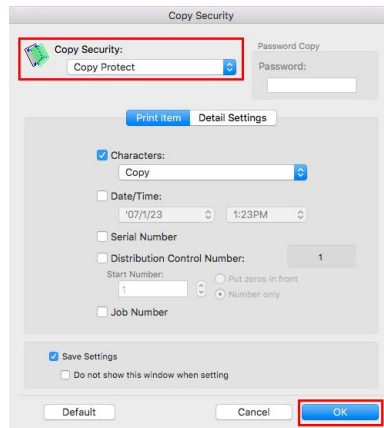 Copy Security
Copy Security:
Copy Protect
Password Copy
Password:
Print Item Detail Settings
Characters:
Copy
Date/Time:
'07/1/23 1:23PM
Serial Number
Distribution Control Number: 1
Start Number:
1
Put zeros in front
Number only
Job Number
Save Settings
Do not show this window when setting
Default Cancel OK